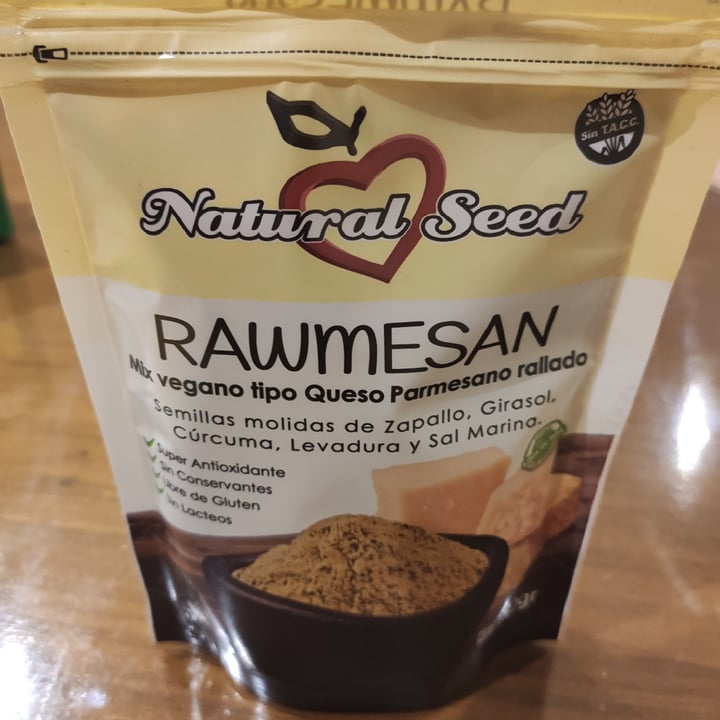 Sin T.A.C.C.
Natural Seed
RAWMESAN
Mix vegano tipo Queso Parmesano rallado
Semillas molidas de Zapallo, Girasol,
Cúrcuma, Levadura y Sal Marina.
Super Antioxidante
Sin Conservantes
Libre de Gluten
Sin Lacteos